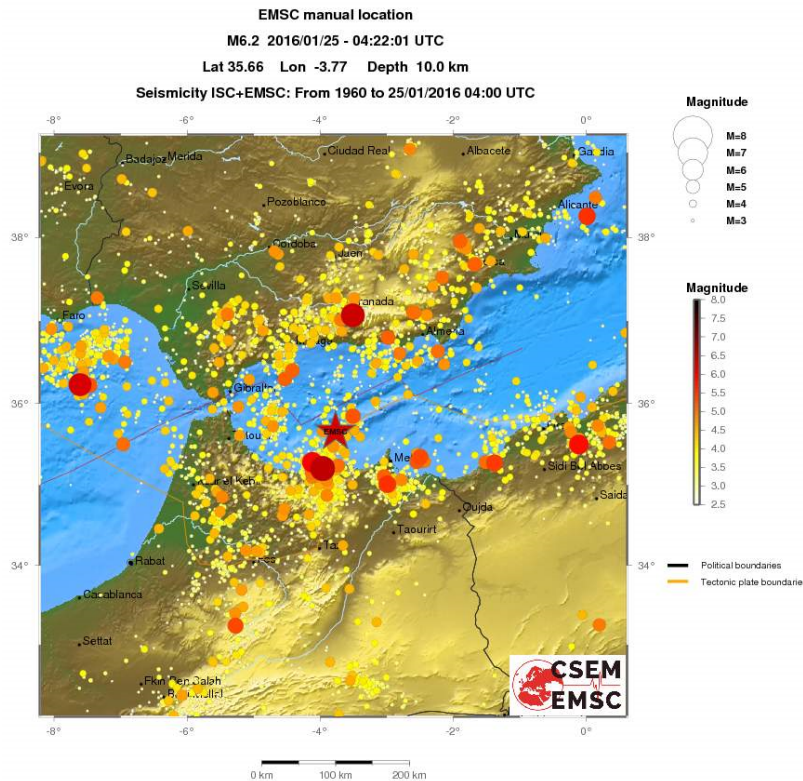 EMSC manual location
M6.2 2016/01/25 - 04:22:01 UTC
Lat 35.66 Lon -3.77 Depth 10.0 km
Seismicity ISC+EMSC: From 1960 to 25/01/2016 04:00 UTC
-8° -6° -4° -2° 0°
Badajoz Merida
Ciudad Real
Albacete
Evora
Pozoblanco
Alicante
38° 38°
Cordoba
Jaen
Sevilla
Faro
Almeria
36° 36°
EMSC
Sidi Bel Abbes
Saida
Oujda
Taourirt
34° 34°
Rabat
Casablanca
Settat
-8° -6° -4° -2° 0°
CSEM
EMSC
0 km 100 km 200 km
Magnitude
M=8
M=7
M=6
M=5
M=4
M=3
Magnitude
8.0
7.5
7.0
6.5
6.0
5.5
5.0
4.5
4.0
3.5
3.0
2.5
Political boundaries
Tectonic plate boundarie